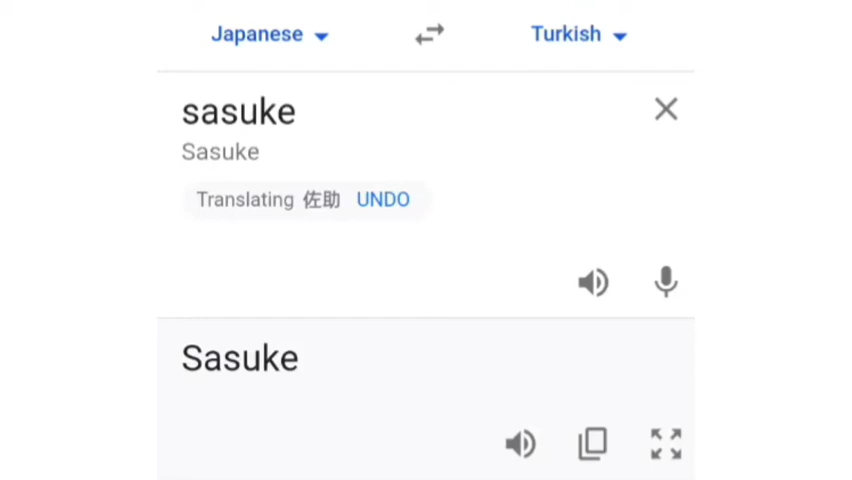 Japanese Turkish
sasuke
Sasuke
Translating 佐助 UNDO
Sasuke